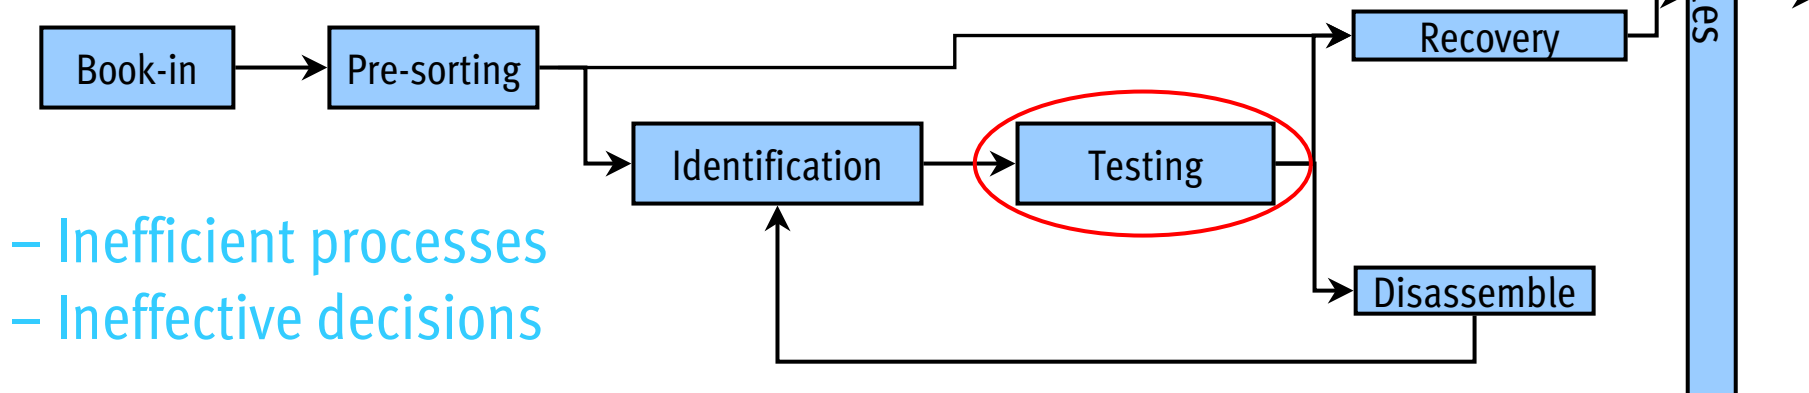 Book-in
Pre-sorting
Recovery
Identification
Testing
Disassemble
– Inefficient processes
– Ineffective decisions